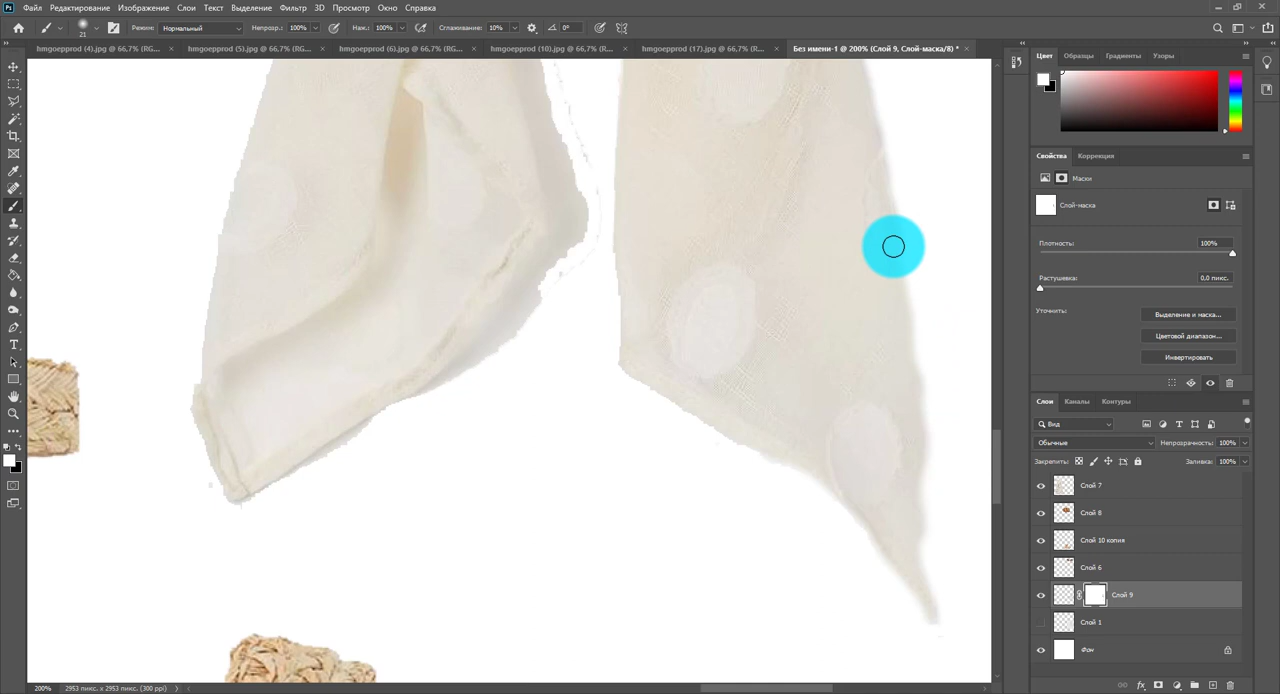 Ps Файл Редактирование Изображение Слои Текст Выделение Фильтр 3D Просмотр Окно Справка
21 Режим: Нормальный Непрозр.: 100% Наж.: 100% Сглаживание: 10% 0°
hmgoepprod (4).jpg @ 66,7% (RG... × hmgoepprod (5).jpg @ 66,7% (RG... × hmgoepprod (6).jpg @ 66,7% (RG... × hmgoepprod (10).jpg @ 66,7% (RG... × hmgoepprod (17).jpg @ 66,7% (RG... × Без имени-1 @ 200% (Слой 9, Слой-маска/8) * ×
Цвет Образцы Градиенты Узоры
Свойства Коррекция
Маски
Слой-маска
Плотность: 100%
Растушевка: 0,0 пикс.
Уточнить: Выделение и маска...
Цветовой диапазон...
Инвертировать
Слои Каналы Контуры
Вид
Обычные Непрозрачность: 100%
Закрепить: Заливка: 100%
Слой 7
Слой 8
Слой 10 копия
Слой 6
Слой 9
Слой 1
Фон
200% 2953 пикс. x 2953 пикс. (300 ppi)